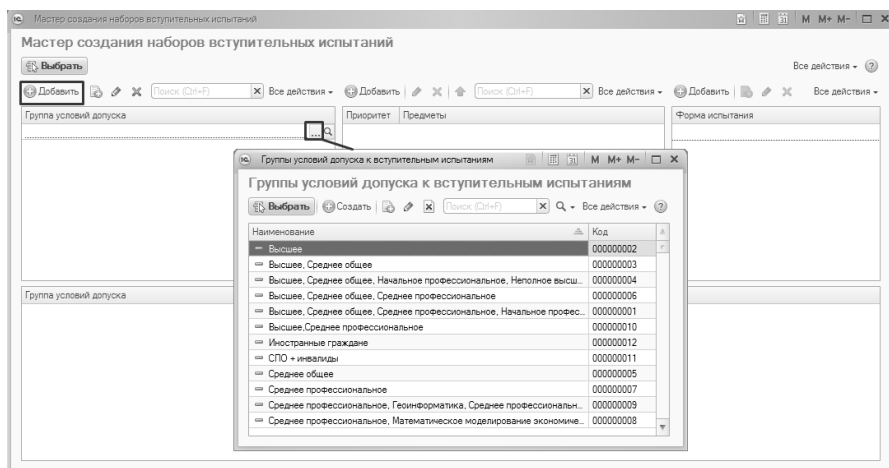 Мастер создания наборов вступительных испытаний
M M+ M-
Мастер создания наборов вступительных испытаний
Выбрать
Все действия
Добавить Поиск (Ctrl+F) Все действия Добавить Поиск (Ctrl+F) Все действия Добавить Все действия
Группа условий допуска Приоритет Предметы Форма испытания
...
Группы условий допуска к вступительным испытаниям M M+ M-
Группы условий допуска к вступительным испытаниям
Выбрать Создать Поиск (Ctrl+F) Все действия
Наименование Код
Высшее 000000002
Высшее, Среднее общее 000000003
Высшее, Среднее общее, Начальное профессиональное, Неполное высш... 000000004
Группа условий допуска
Высшее, Среднее общее, Среднее профессиональное 000000006
Высшее, Среднее общее, Среднее профессиональное, Начальное профес... 000000001
Высшее,Среднее профессиональное 000000010
Иностранные граждане 000000012
СПО + инвалиды 000000011
Среднее общее 000000005
Среднее профессиональное 000000007
Среднее профессиональное, Геоинформатика, Среднее профессиональн... 000000009
Среднее профессиональное, Математическое моделирование экономиче... 000000008